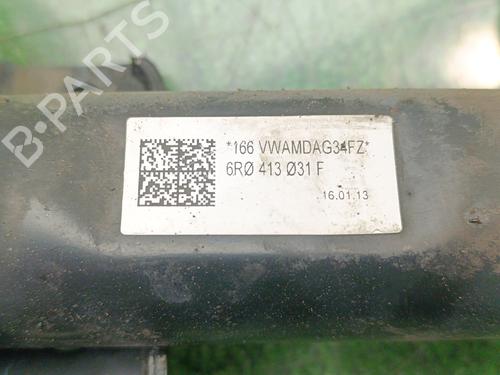 *166 VWAMDAG34FZ*
6RØ 413 Ø31 F
16.01.13
B-PARTS